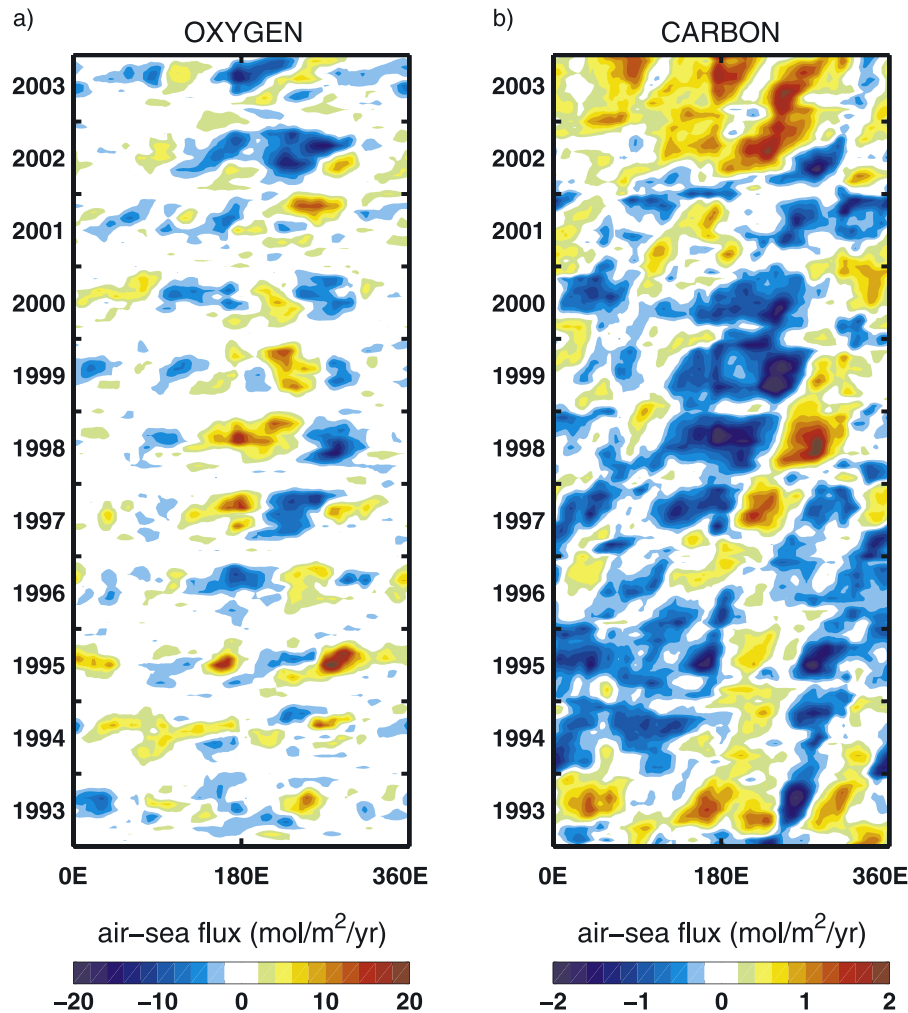 a)
OXYGEN
2003
2002
2001
2000
1999
1998
1997
1996
1995
1994
1993
0E 180E 360E
air−sea flux (mol/m²/yr)
−20 −10 0 10 20
b)
CARBON
2003
2002
2001
2000
1999
1998
1997
1996
1995
1994
1993
0E 180E 360E
air−sea flux (mol/m²/yr)
−2 −1 0 1 2